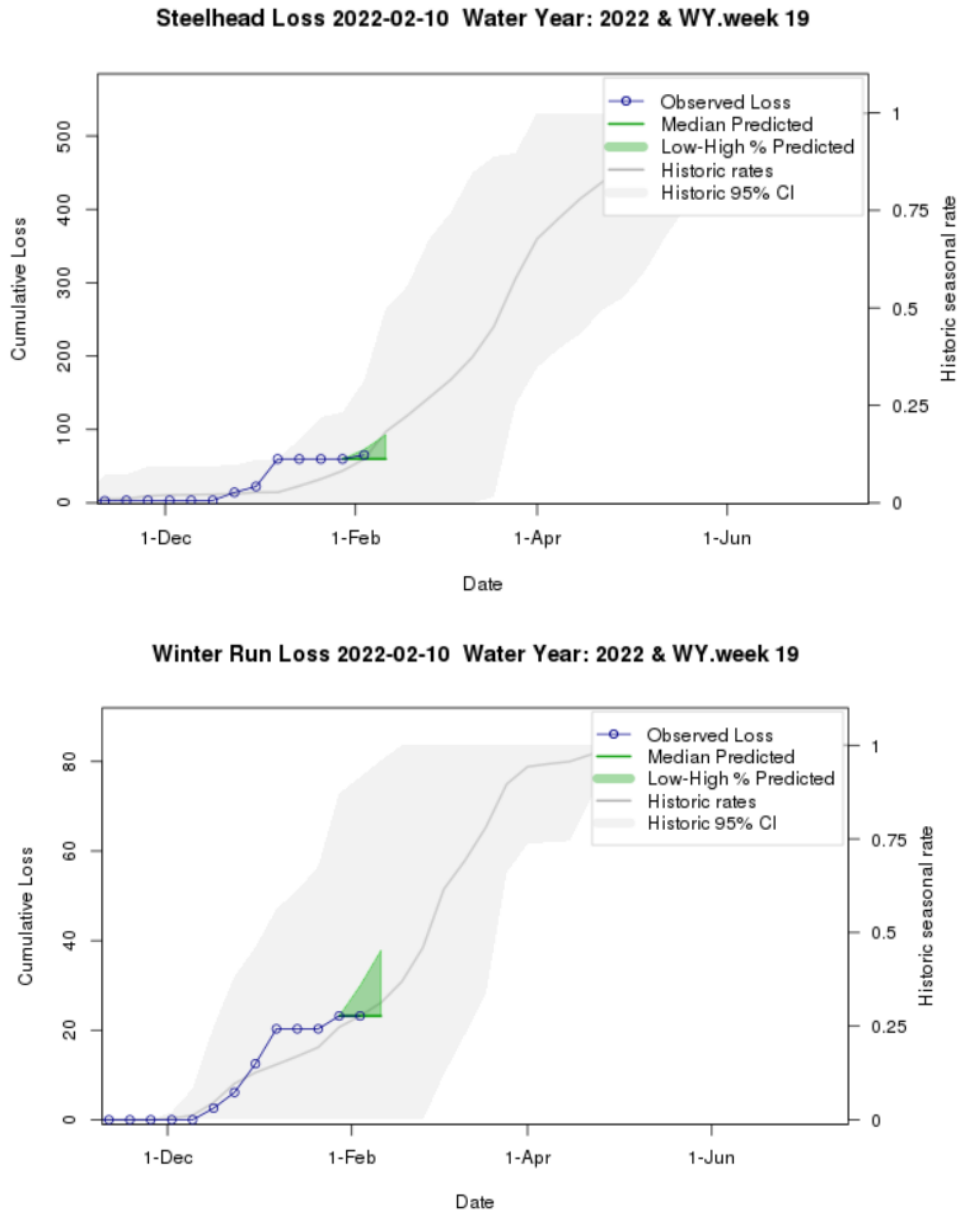 Steelhead Loss 2022-02-10 Water Year: 2022 & WY.week 19
Observed Loss
Median Predicted
Low-High % Predicted
Historic rates
Historic 95% CI
Cumulative Loss
500
400
300
200
100
0
1
0.75
0.5
0.25
0
Historic seasonal rate
1-Dec
1-Feb
1-Apr
1-Jun
Date
Winter Run Loss 2022-02-10 Water Year: 2022 & WY.week 19
Observed Loss
Median Predicted
Low-High % Predicted
Historic rates
Historic 95% CI
Cumulative Loss
80
60
40
20
0
1
0.75
0.5
0.25
0
Historic seasonal rate
1-Dec
1-Feb
1-Apr
1-Jun
Date